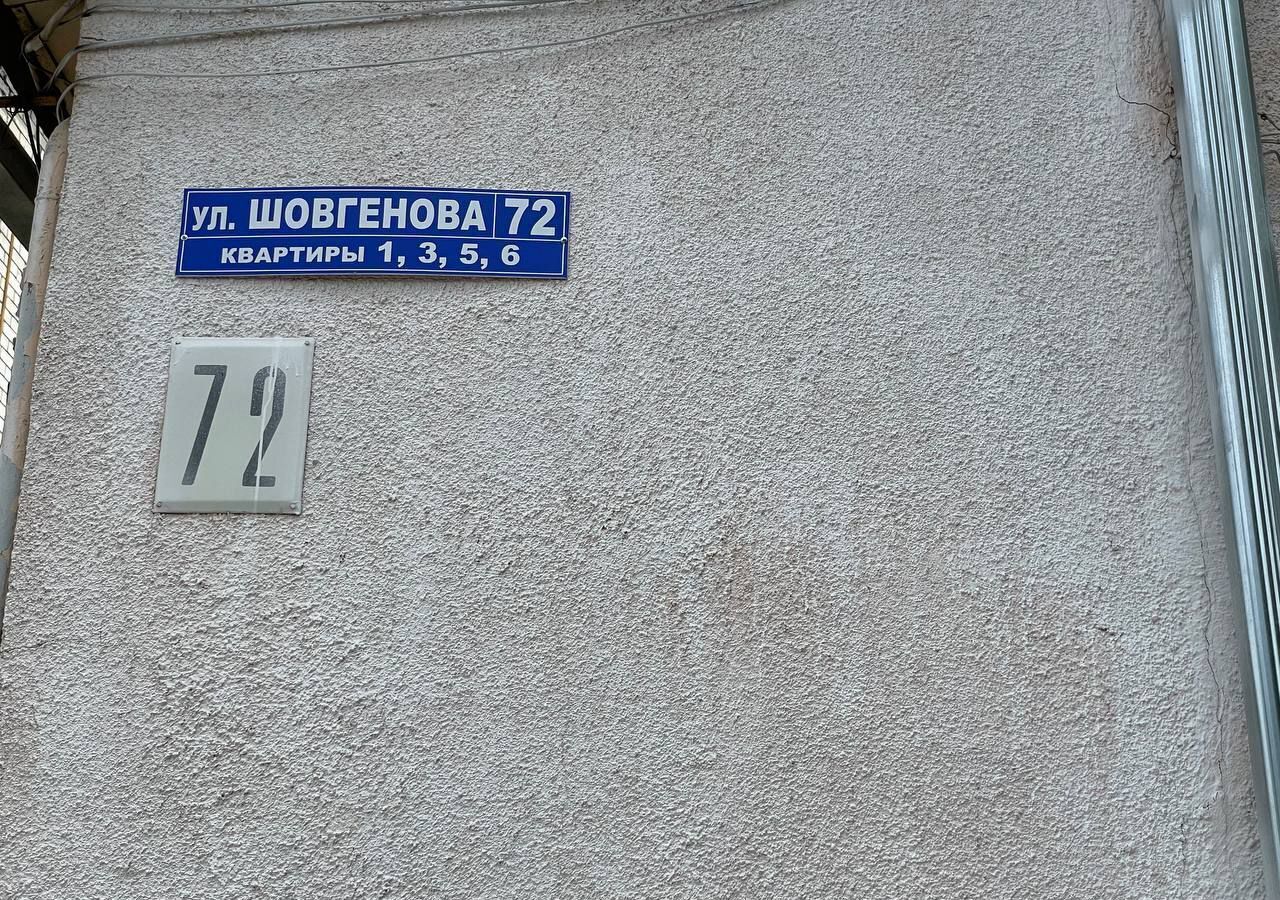 УЛ. ШОВГЕНОВА 72
КВАРТИРЫ 1, 3, 5, 6
72